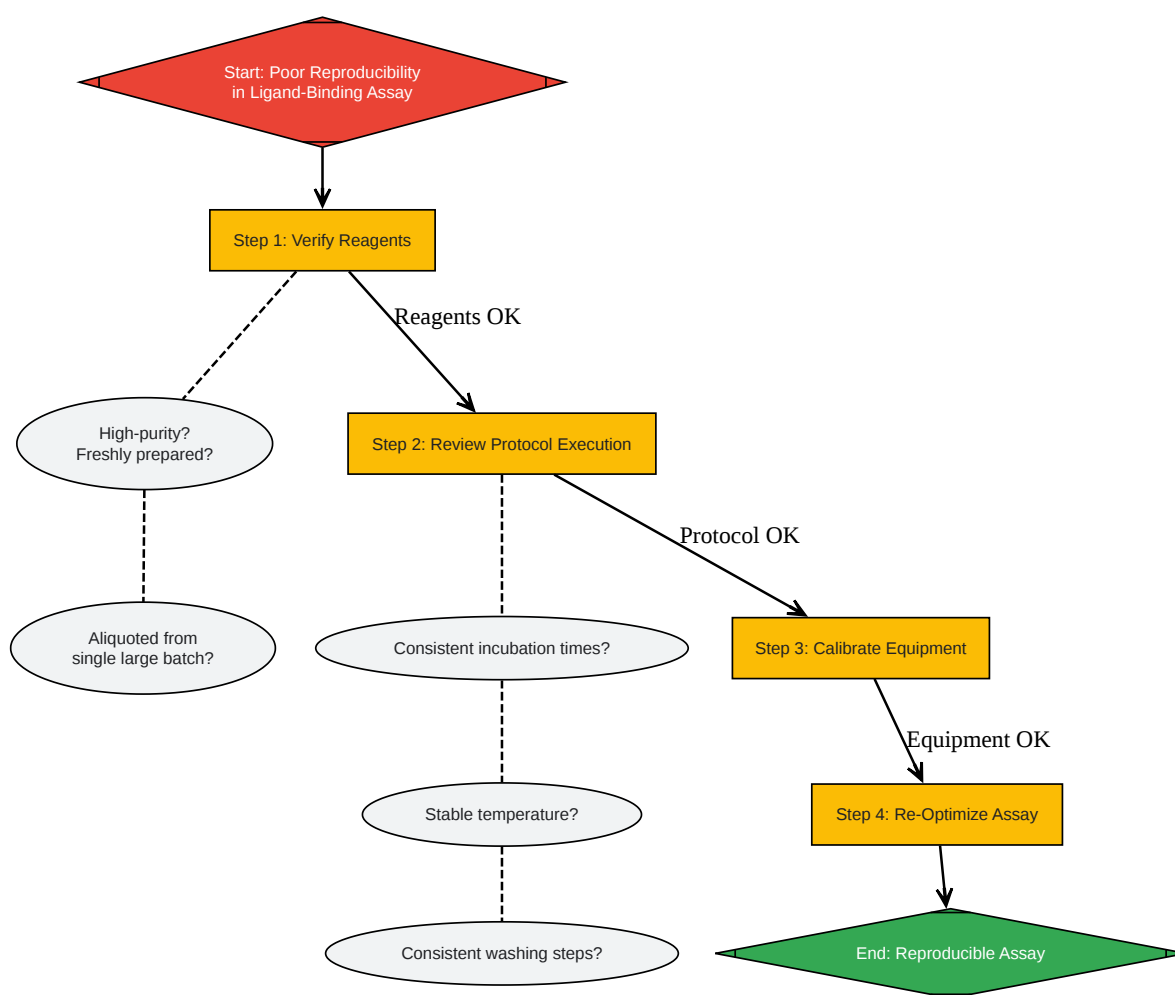 Start: Poor Reproducibility
in Ligand-Binding Assay
Step 1: Verify Reagents
Reagents OK
High-purity?
Freshly prepared?
Step 2: Review Protocol Execution
Protocol OK
Aliquoted from
single large batch?
Consistent incubation times?
Step 3: Calibrate Equipment
Equipment OK
Stable temperature?
Step 4: Re-Optimize Assay
Consistent washing steps?
End: Reproducible Assay